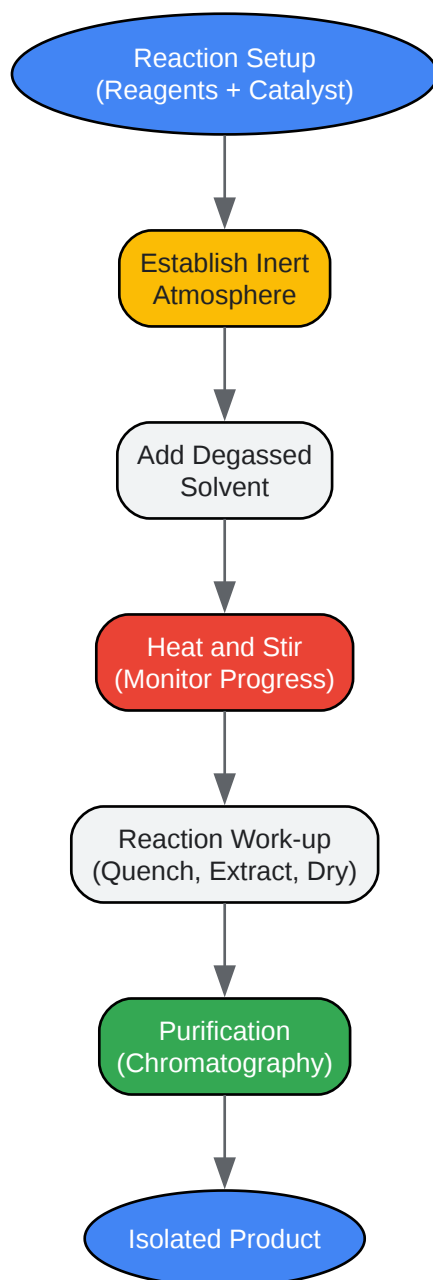 Reaction Setup
(Reagents + Catalyst)
Establish Inert
Atmosphere
Add Degassed
Solvent
Heat and Stir
(Monitor Progress)
Reaction Work-up
(Quench, Extract, Dry)
Purification
(Chromatography)
Isolated Product